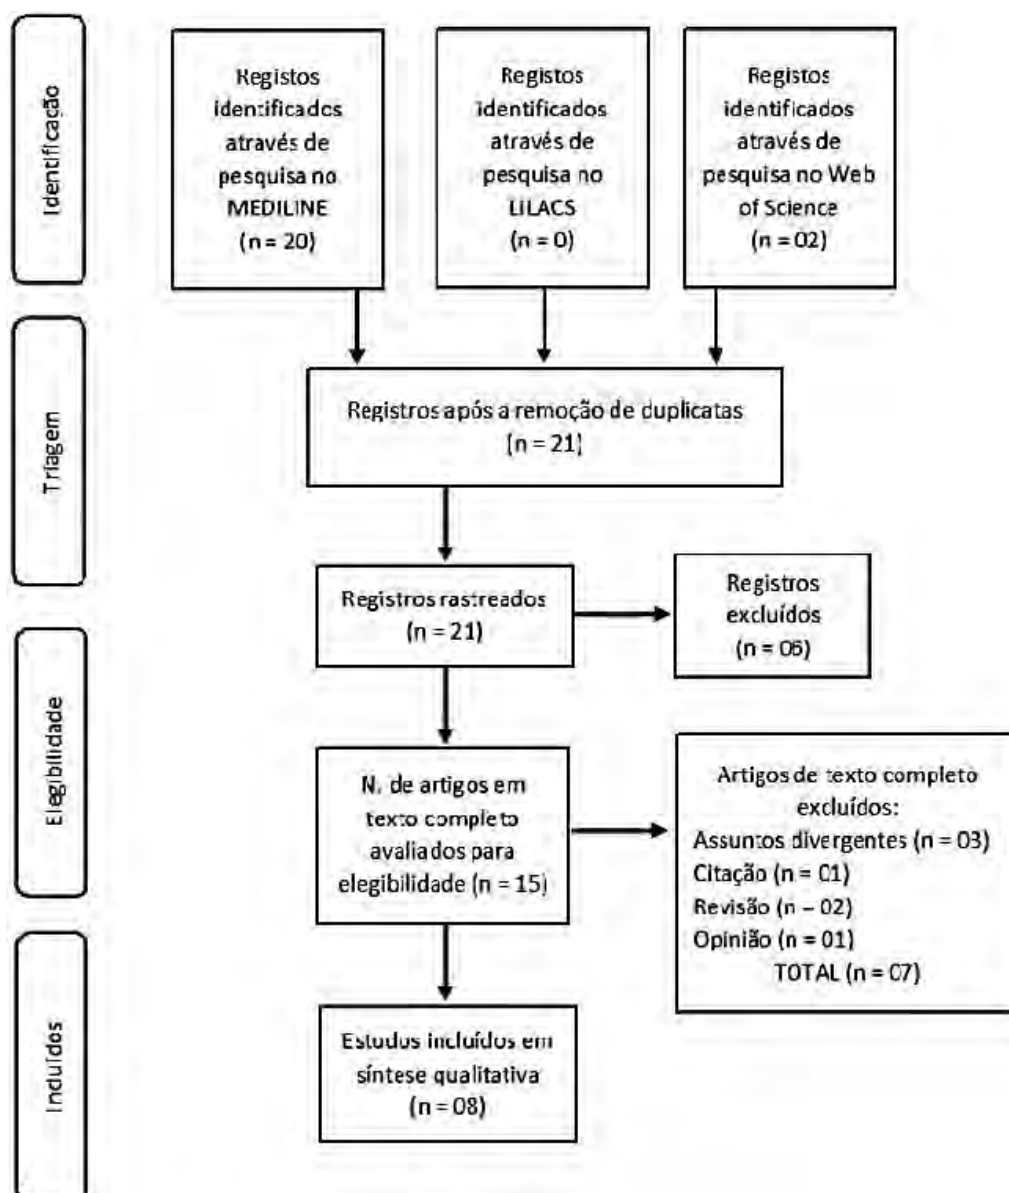 Identificação
Registos
identificados
através de
pesquisa no
MEDILINE
(n = 20)
Registos
identificados
através de
pesquisa no
LILACS
(n = 0)
Registos
identificados
através de
pesquisa no Web
of Science
(n = 02)
Triagem
Registros após a remoção de duplicatas
(n = 21)
Registros rastreados
(n = 21)
Registros
excluídos
(n = 06)
Elegibilidade
N. de artigos em
texto completo
avaliados para
elegibilidade (n = 15)
Artigos de texto completo
excluídos:
Assuntos divergentes (n = 03)
Citação (n = 01)
Revisão (n – 02)
Opinião (n = 01)
TOTAL (n = 07)
Incluídos
Estudos incluídos em
síntese qualitativa
(n = 08)